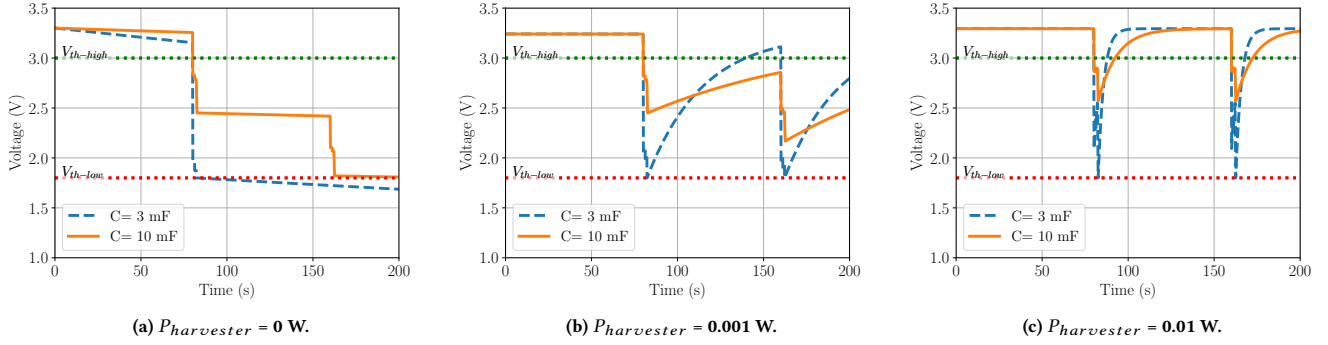 3.5
3.0
2.5
2.0
1.5
1.0
Voltage (V)
V_th−high
V_th−low
C= 3 mF
C= 10 mF
0 50 100 150 200
Time (s)
(a) P_harvester = 0 W.
3.5
3.0
2.5
2.0
1.5
1.0
Voltage (V)
V_th−high
V_th−low
C= 3 mF
C= 10 mF
0 50 100 150 200
Time (s)
(b) P_harvester = 0.001 W.
3.5
3.0
2.5
2.0
1.5
1.0
Voltage (V)
V_th−high
V_th−low
C= 3 mF
C= 10 mF
0 50 100 150 200
Time (s)
(c) P_harvester = 0.01 W.